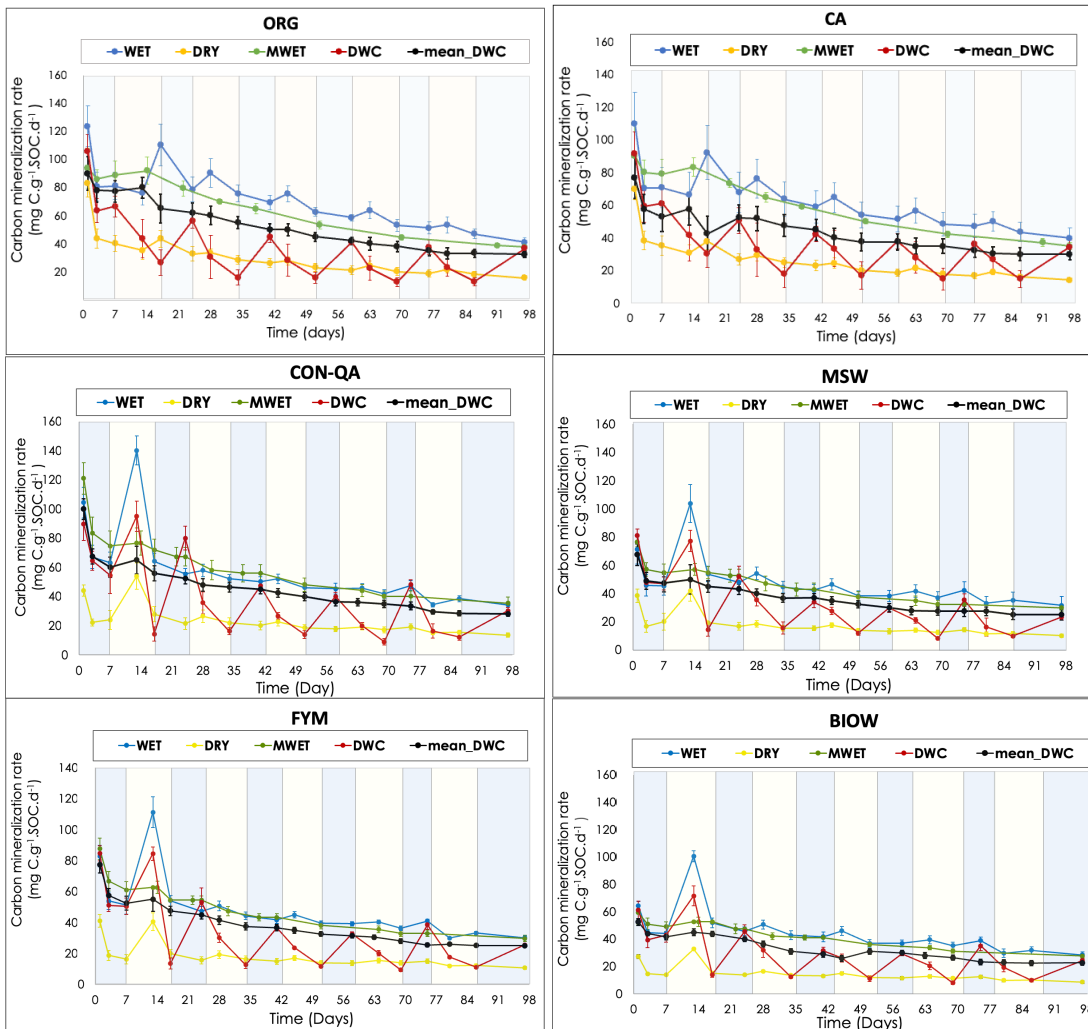 ORG
WET DRY MWET DWC mean_DWC
Carbon mineralization rate
(mg C.g-1.SOC.d-1)
160
140
120
100
80
60
40
20
0 7 14 21 28 35 42 49 56 63 70 77 84 91 98
Time (days)
CA
WET DRY MWET DWC mean_DWC
Carbon mineralization rate
(mg C.g-1.SOC.d-1)
160
140
120
100
80
60
40
20
0
0 7 14 21 28 35 42 49 56 63 70 77 84 91 98
Time (days)
CON-QA
WET DRY MWET DWC mean_DWC
Carbon mineralization rate
(mg C.g-1.SOC.d-1)
160
140
120
100
80
60
40
20
0
0 7 14 21 28 35 42 49 56 63 70 77 84 91 98
Time (Day)
MSW
WET DRY MWET DWC mean_DWC
Carbon mineralization rate
(mg C.g-1.SOC.d-1)
160
140
120
100
80
60
40
20
0
0 7 14 21 28 35 42 49 56 63 70 77 84 91 98
Time (Days)
FYM
WET DRY MWET DWC mean_DWC
Carbon mineralization rate
(mg C.g-1.SOC.d-1)
140
120
100
80
60
40
20
0
0 7 14 21 28 35 42 49 56 63 70 77 84 91 98
Time (Days)
BIOW
WET DRY MWET DWC mean_DWC
Carbon mineralization rate
(mg C.g-1.SOC.d-1)
160
140
120
100
80
60
40
20
0
0 7 14 21 28 35 42 49 56 63 70 77 84 91 98
Time (Days)